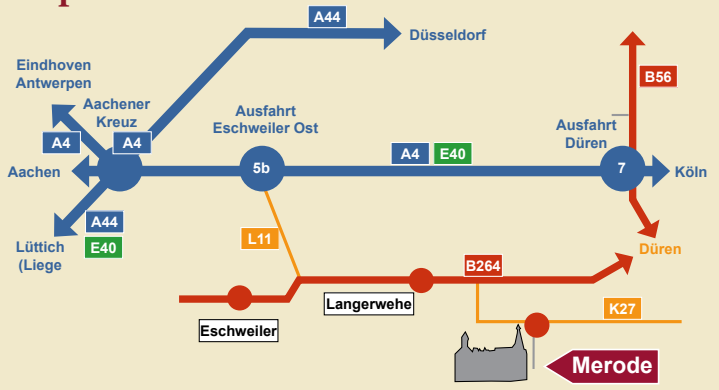 A44
Düsseldorf
Eindhoven
Antwerpen
B56
Aachener
Kreuz
Ausfahrt
Eschweiler Ost
Ausfahrt
Düren
A4
A4
A4 E40
Aachen
5b
7
Köln
A44
Lüttich
(Liege
E40
L11
Düren
B264
Langerwehe
K27
Eschweiler
Merode